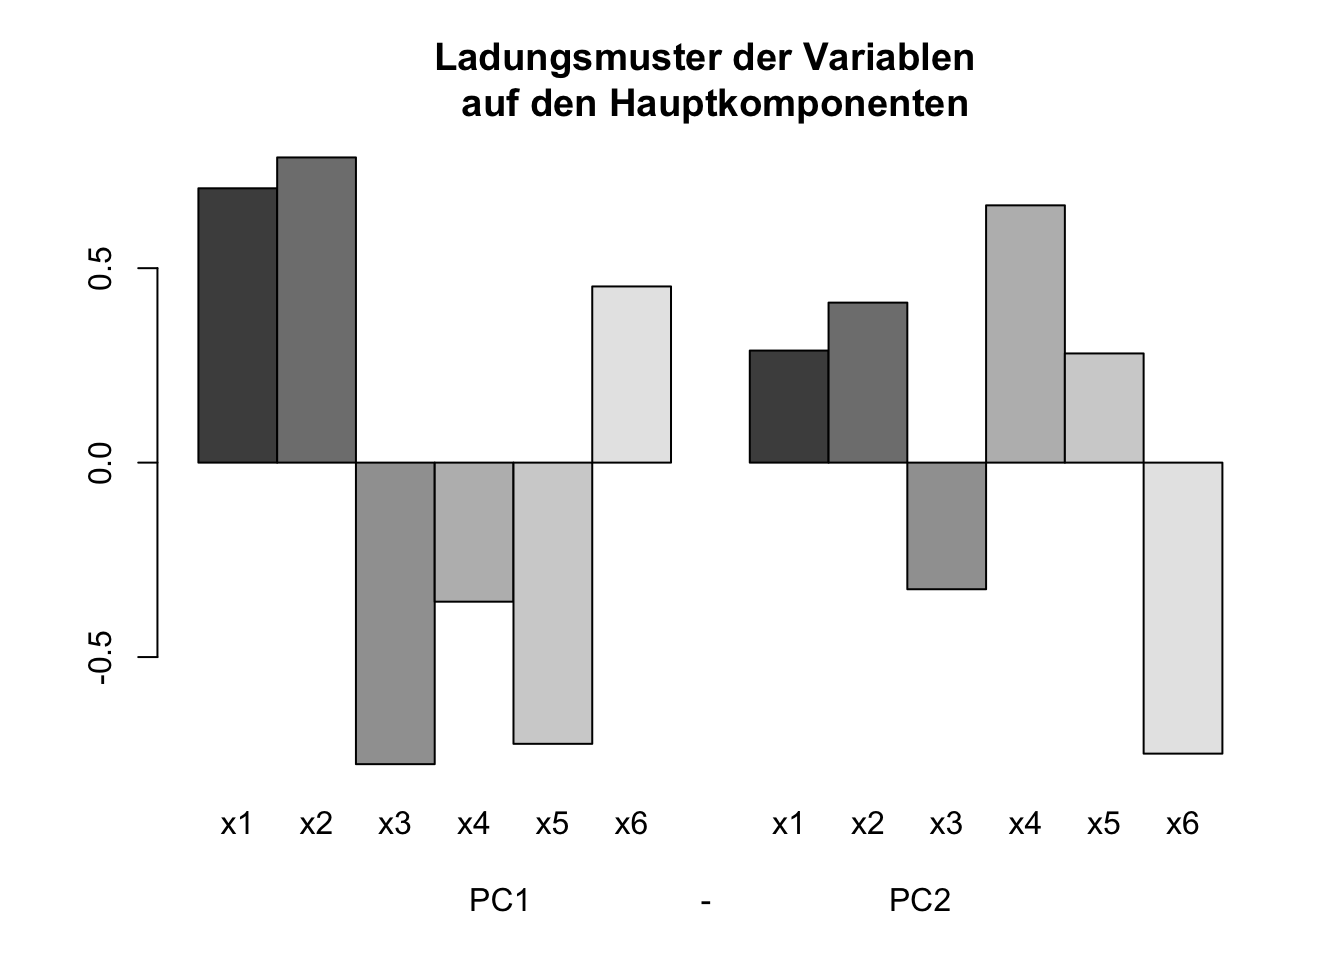 Ladungsmuster der Variablen
auf den Hauptkomponenten
0.5
0.0
-0.5
x1 x2 x3 x4 x5 x6 x1 x2 x3 x4 x5 x6
PC1 - PC2